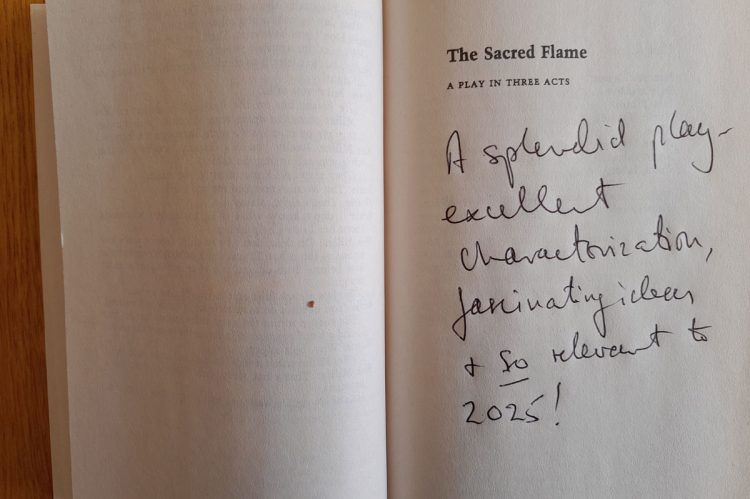 The Sacred Flame
A PLAY IN THREE ACTS
A splendid play-
excellent
characterization,
fascinating ideas
+ so relevant to
2025!